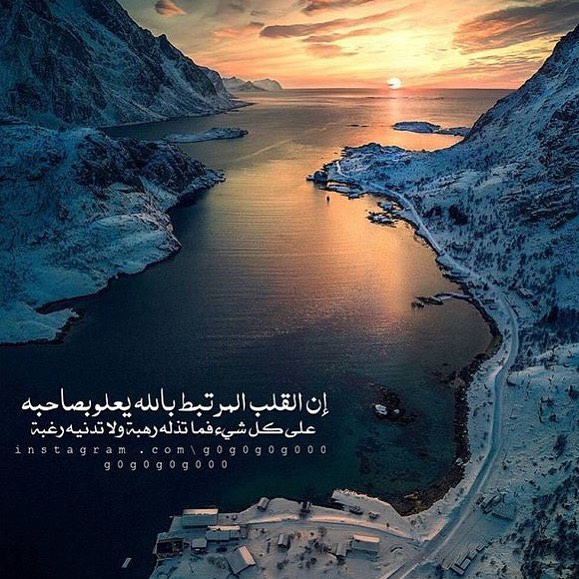 إن القلب المرتبط بالله يعلو بصاحبه
على كل شيء فما تذله رهبة ولا تدنيه رغبة
instagram .com\g0g0g0g000
g0g0g0g000